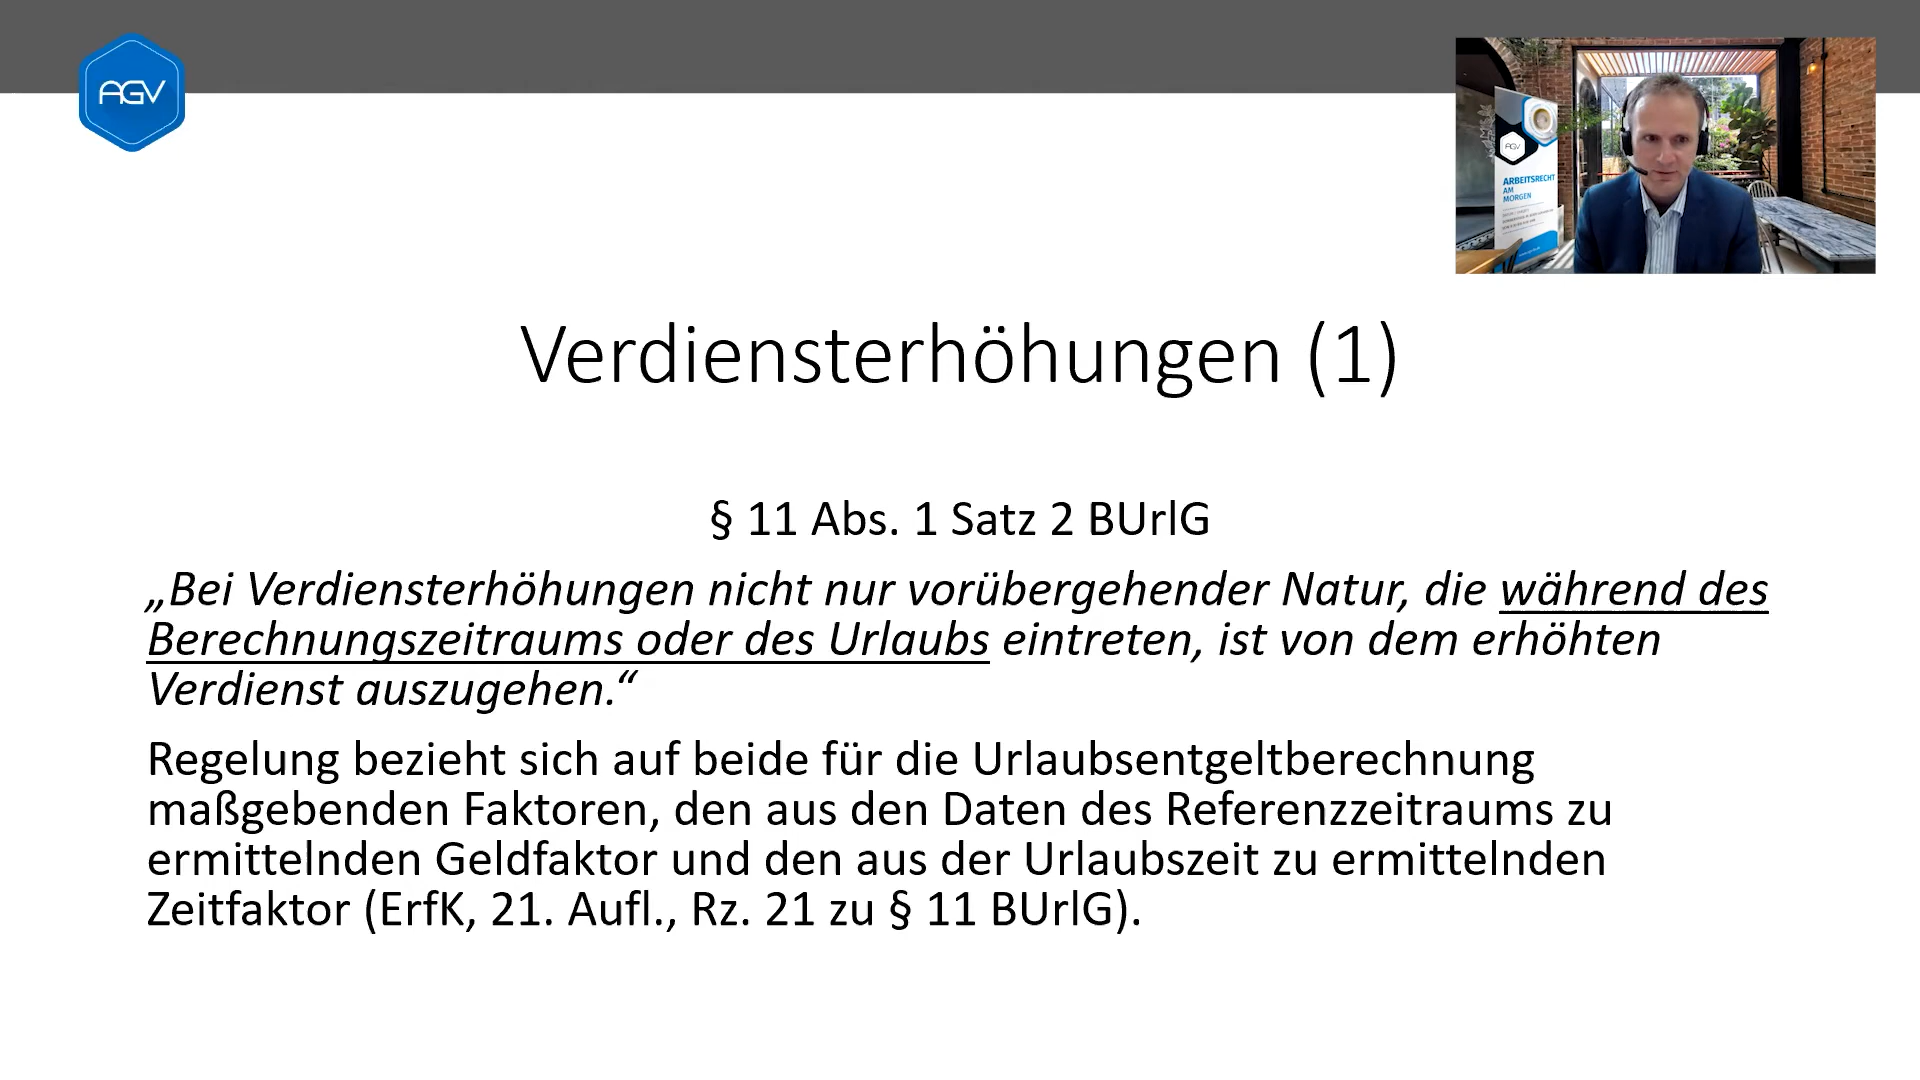 AGV
AGV
ARBEITSRECHT
AM
MORGEN
Verdiensterhöhungen (1)
§ 11 Abs. 1 Satz 2 BUrlG
„Bei Verdiensterhöhungen nicht nur vorübergehender Natur, die während des
Berechnungszeitraums oder des Urlaubs eintreten, ist von dem erhöhten
Verdienst auszugehen.“
Regelung bezieht sich auf beide für die Urlaubsentgeltberechnung
maßgebenden Faktoren, den aus den Daten des Referenzzeitraums zu
ermittelnden Geldfaktor und den aus der Urlaubszeit zu ermittelnden
Zeitfaktor (ErfK, 21. Aufl., Rz. 21 zu § 11 BUrlG).